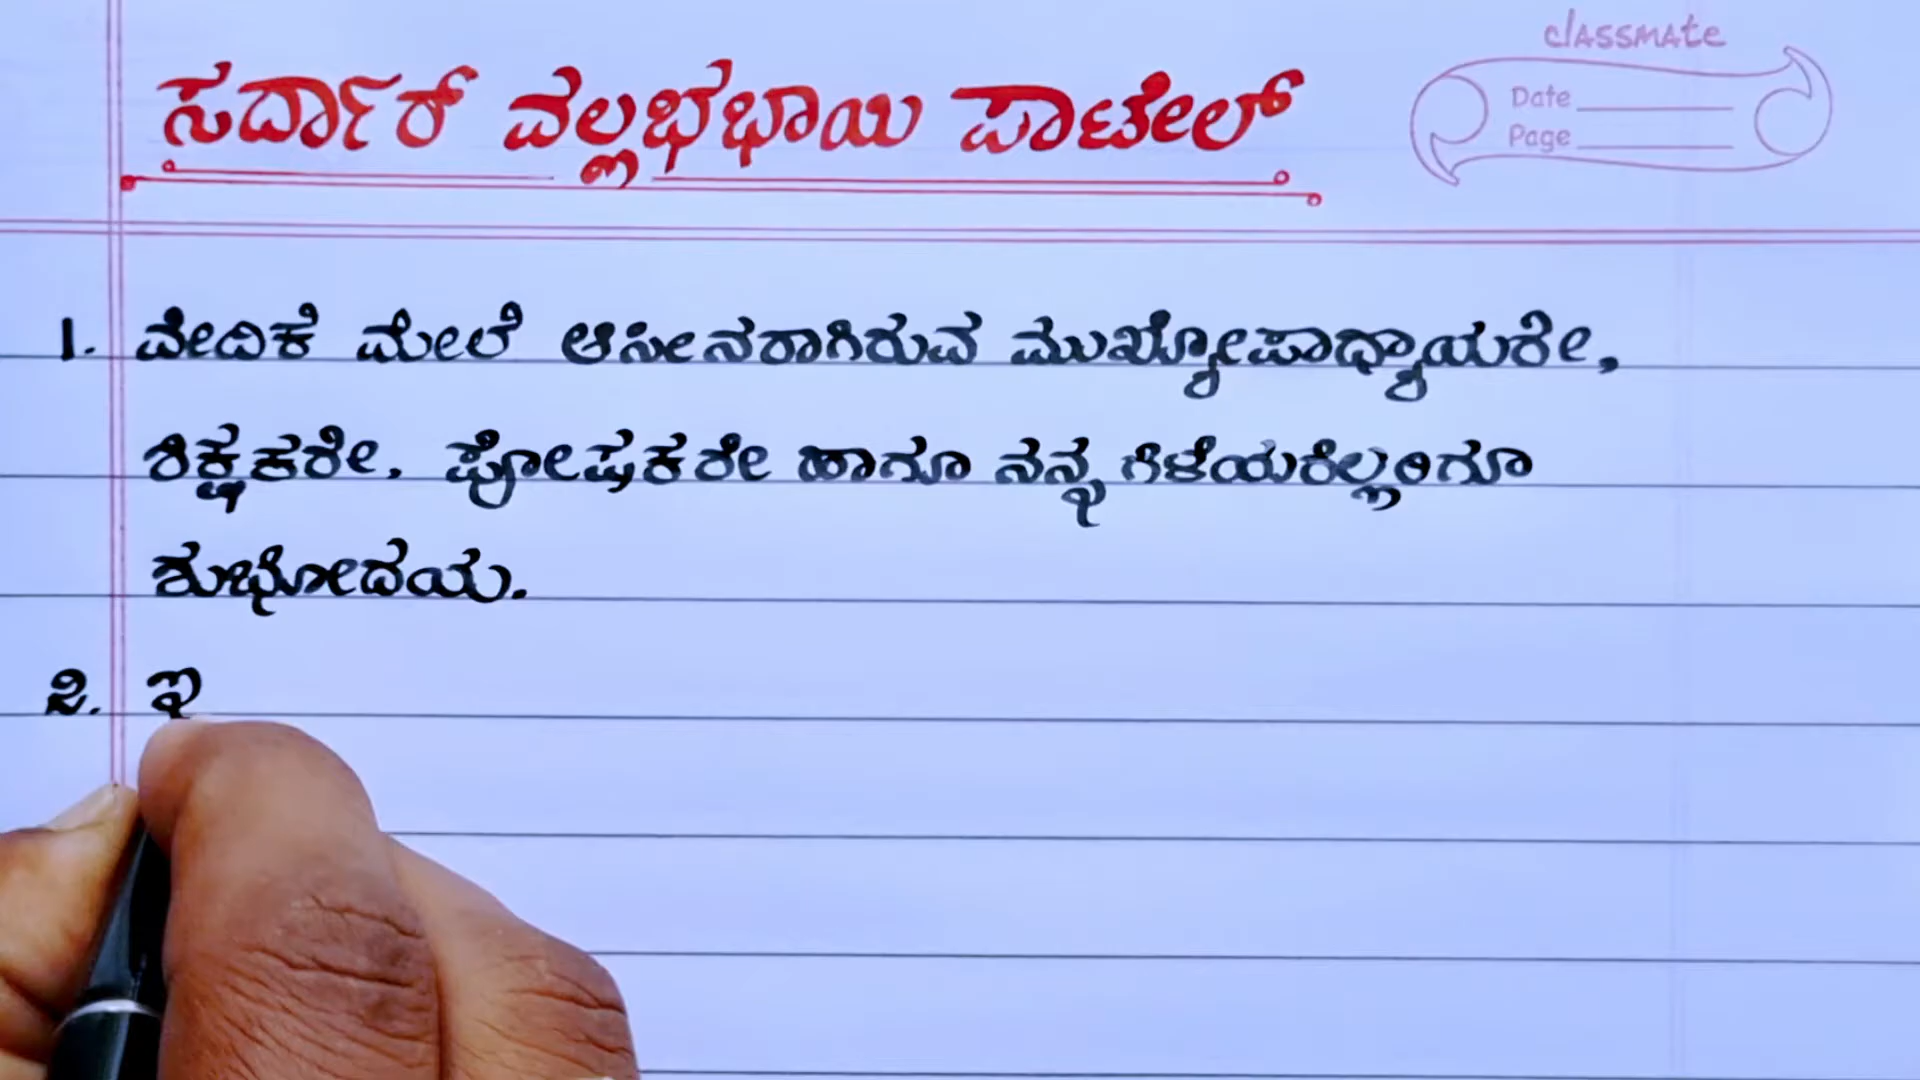 classmate
Date
Page
ಸರ್ದಾರ್ ವಲ್ಲಭಭಾಯಿ ಪಾಟೇಲ್
1. ವೇದಿಕೆ ಮೇಲೆ ಆಸೀನರಾಗಿರುವ ಮುಖ್ಯೋಪಾಧ್ಯಾಯರೇ,
ಶಿಕ್ಷಕರೇ. ಪೋಷಕರೇ ಹಾಗೂ ನನ್ನ ಗೆಳೆಯರೆಲ್ಲರಿಗೂ
ಶುಭೋದಯ.
2.